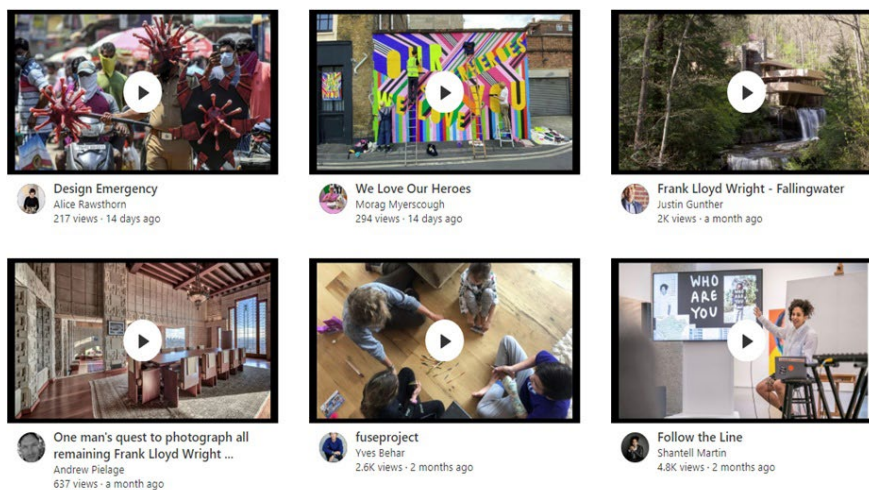 Design Emergency
Alice Rawsthorn
217 views · 14 days ago
We Love Our Heroes
Morag Myerscough
294 views · 14 days ago
Frank Lloyd Wright - Fallingwater
Justin Gunther
2K views · a month ago
WHO
ARE
YOU
One man's quest to photograph all
remaining Frank Lloyd Wright ...
Andrew Pielage
637 views · a month ago
fuseproject
Yves Behar
2.6K views · 2 months ago
Follow the Line
Shantell Martin
4.8K views · 2 months ago